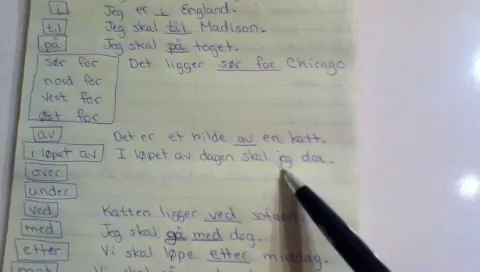 i Jeg er i England.
til Jeg skal til Madison.
på Jeg skal på toget.
sør for Det ligger sør for Chicago
nord for
vest for
øst for
av Det er et bilde av en katt.
i løpet av I løpet av dagen skal jeg dra.
over
under
ved Katten ligger ved sofaen.
med Jeg skal gå med deg.
etter Vi skal løpe etter middag.
mot Vi skal